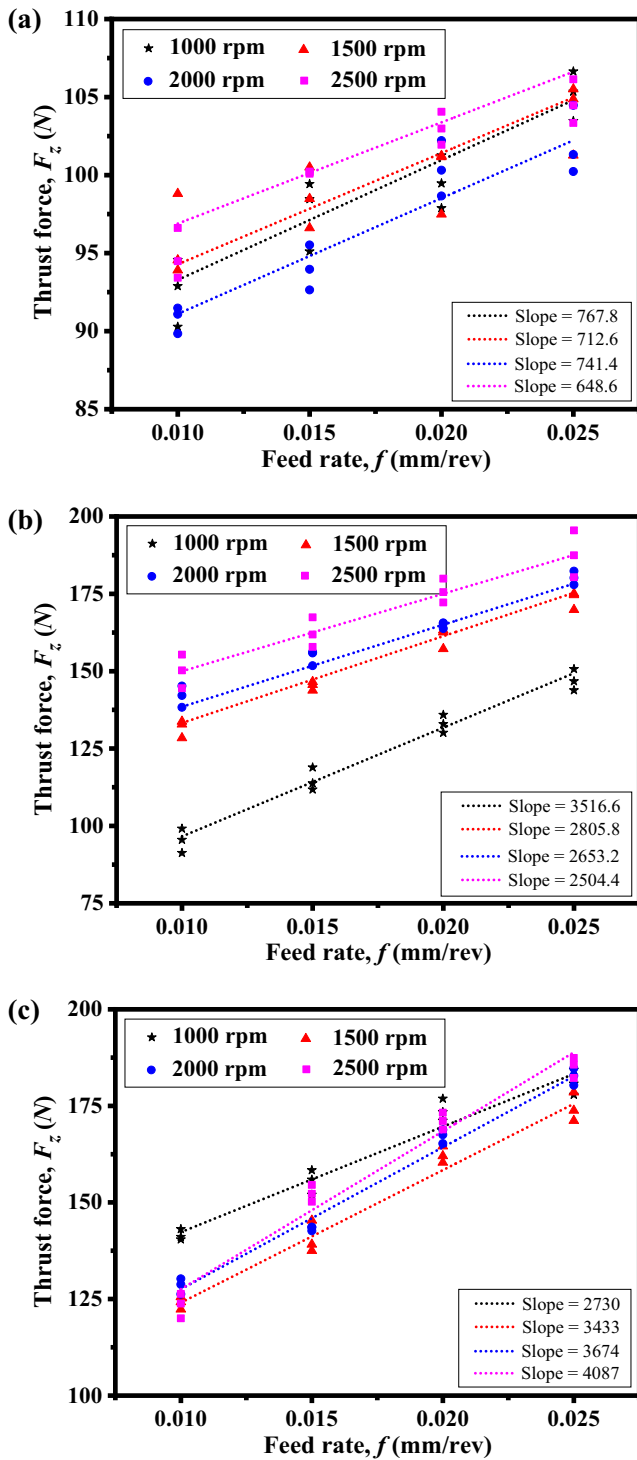 (a)
110
105
100
95
90
85
Thrust force, Fz (N)
1000 rpm 1500 rpm
2000 rpm 2500 rpm
Slope = 767.8
Slope = 712.6
Slope = 741.4
Slope = 648.6
0.010 0.015 0.020 0.025
Feed rate, f (mm/rev)
(b)
200
175
150
125
100
75
Thrust force, Fz (N)
1000 rpm 1500 rpm
2000 rpm 2500 rpm
Slope = 3516.6
Slope = 2805.8
Slope = 2653.2
Slope = 2504.4
0.010 0.015 0.020 0.025
Feed rate, f (mm/rev)
(c)
200
175
150
125
100
Thrust force, Fz (N)
1000 rpm 1500 rpm
2000 rpm 2500 rpm
Slope = 2730
Slope = 3433
Slope = 3674
Slope = 4087
0.010 0.015 0.020 0.025
Feed rate, f (mm/rev)